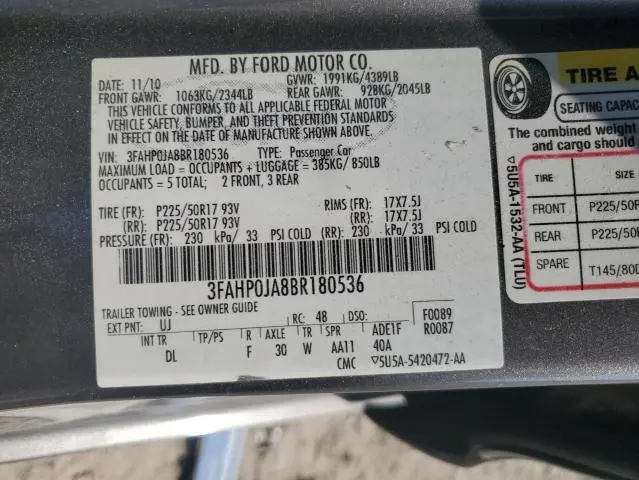 MFD. BY FORD MOTOR CO.
DATE: 11/10 GVWR: 1991KG/4389LB
FRONT GAWR: 1063KG/2344LB REAR GAWR: 928KG/2045LB
THIS VEHICLE CONFORMS TO ALL APPLICABLE FEDERAL MOTOR
VEHICLE SAFETY, BUMPER, AND THEFT PREVENTION STANDARDS
IN EFFECT ON THE DATE OF MANUFACTURE SHOWN ABOVE.
VIN: 3FAHP0JA8BR180536 TYPE: Passenger Car
MAXIMUM LOAD = OCCUPANTS + LUGGAGE = 385KG/ 850LB
OCCUPANTS = 5 TOTAL; 2 FRONT, 3 REAR
TIRE (FR): P225/50R17 93V RIMS (FR): 17X7.5J
(RR): P225/50R17 93V (RR): 17X7.5J
PRESSURE (FR): 230 kPa/ 33 PSI COLD (RR): 230 kPa/ 33 PSI COLD
3FAHP0JA8BR180536
TRAILER TOWING - SEE OWNER GUIDE
EXT PNT: UJ RC: 48 DSO: F0089
R0087
INT TR TP/PS R AXLE TR SPR ADE1F
DL F 30 W AA11 40A
CMC ▽5U5A-5420472-AA
TIRE A
SEATING CAPAC
The combined weight
and cargo should
▽5U5A-1532-AA (TLU)
TIRE SIZE
FRONT P225/50R
REAR P225/50R
SPARE T145/80D